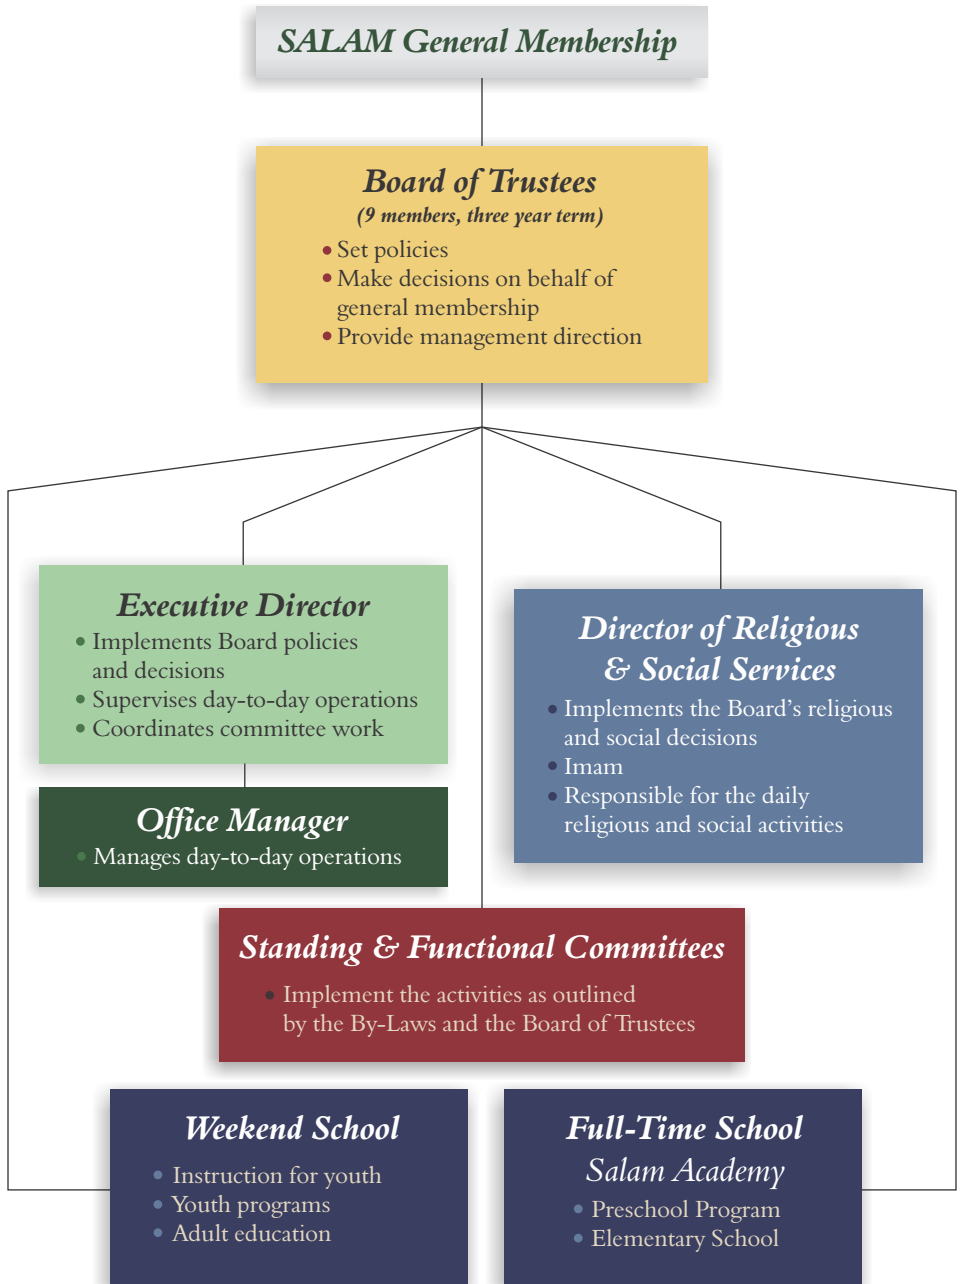 SALAM General Membership
Board of Trustees
(9 members, three year term)
• Set policies
• Make decisions on behalf of
general membership
• Provide management direction
Executive Director
• Implements Board policies
and decisions
• Supervises day-to-day operations
• Coordinates committee work
Office Manager
• Manages day-to-day operations
Director of Religious
& Social Services
• Implements the Board’s religious
and social decisions
• Imam
• Responsible for the daily
religious and social activities
Standing & Functional Committees
• Implement the activities as outlined
by the By-Laws and the Board of Trustees
Weekend School
• Instruction for youth
• Youth programs
• Adult education
Full-Time School
Salam Academy
• Preschool Program
• Elementary School